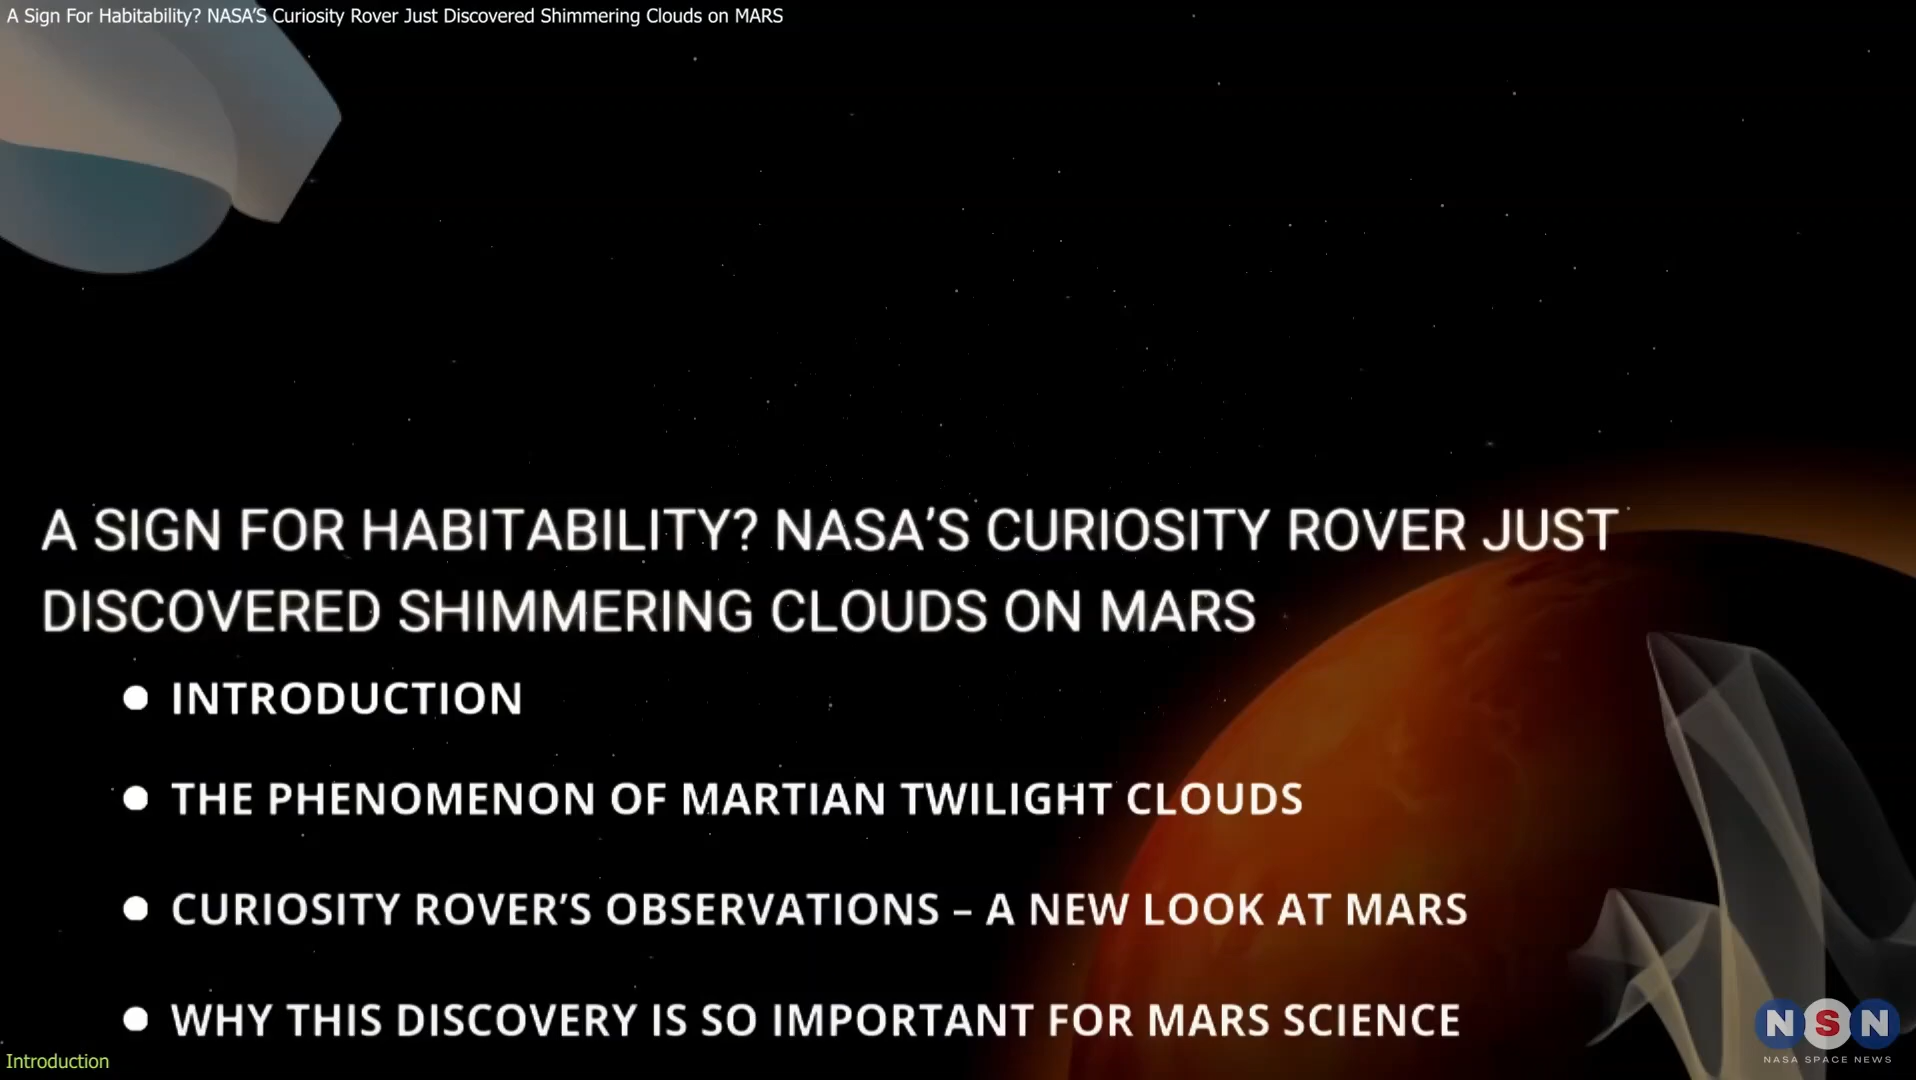 A Sign For Habitability? NASA’S Curiosity Rover Just Discovered Shimmering Clouds on MARS
A SIGN FOR HABITABILITY? NASA’S CURIOSITY ROVER JUST
DISCOVERED SHIMMERING CLOUDS ON MARS
● INTRODUCTION
● THE PHENOMENON OF MARTIAN TWILIGHT CLOUDS
● CURIOSITY ROVER’S OBSERVATIONS – A NEW LOOK AT MARS
● WHY THIS DISCOVERY IS SO IMPORTANT FOR MARS SCIENCE
NSN
NASA SPACE NEWS
Introduction